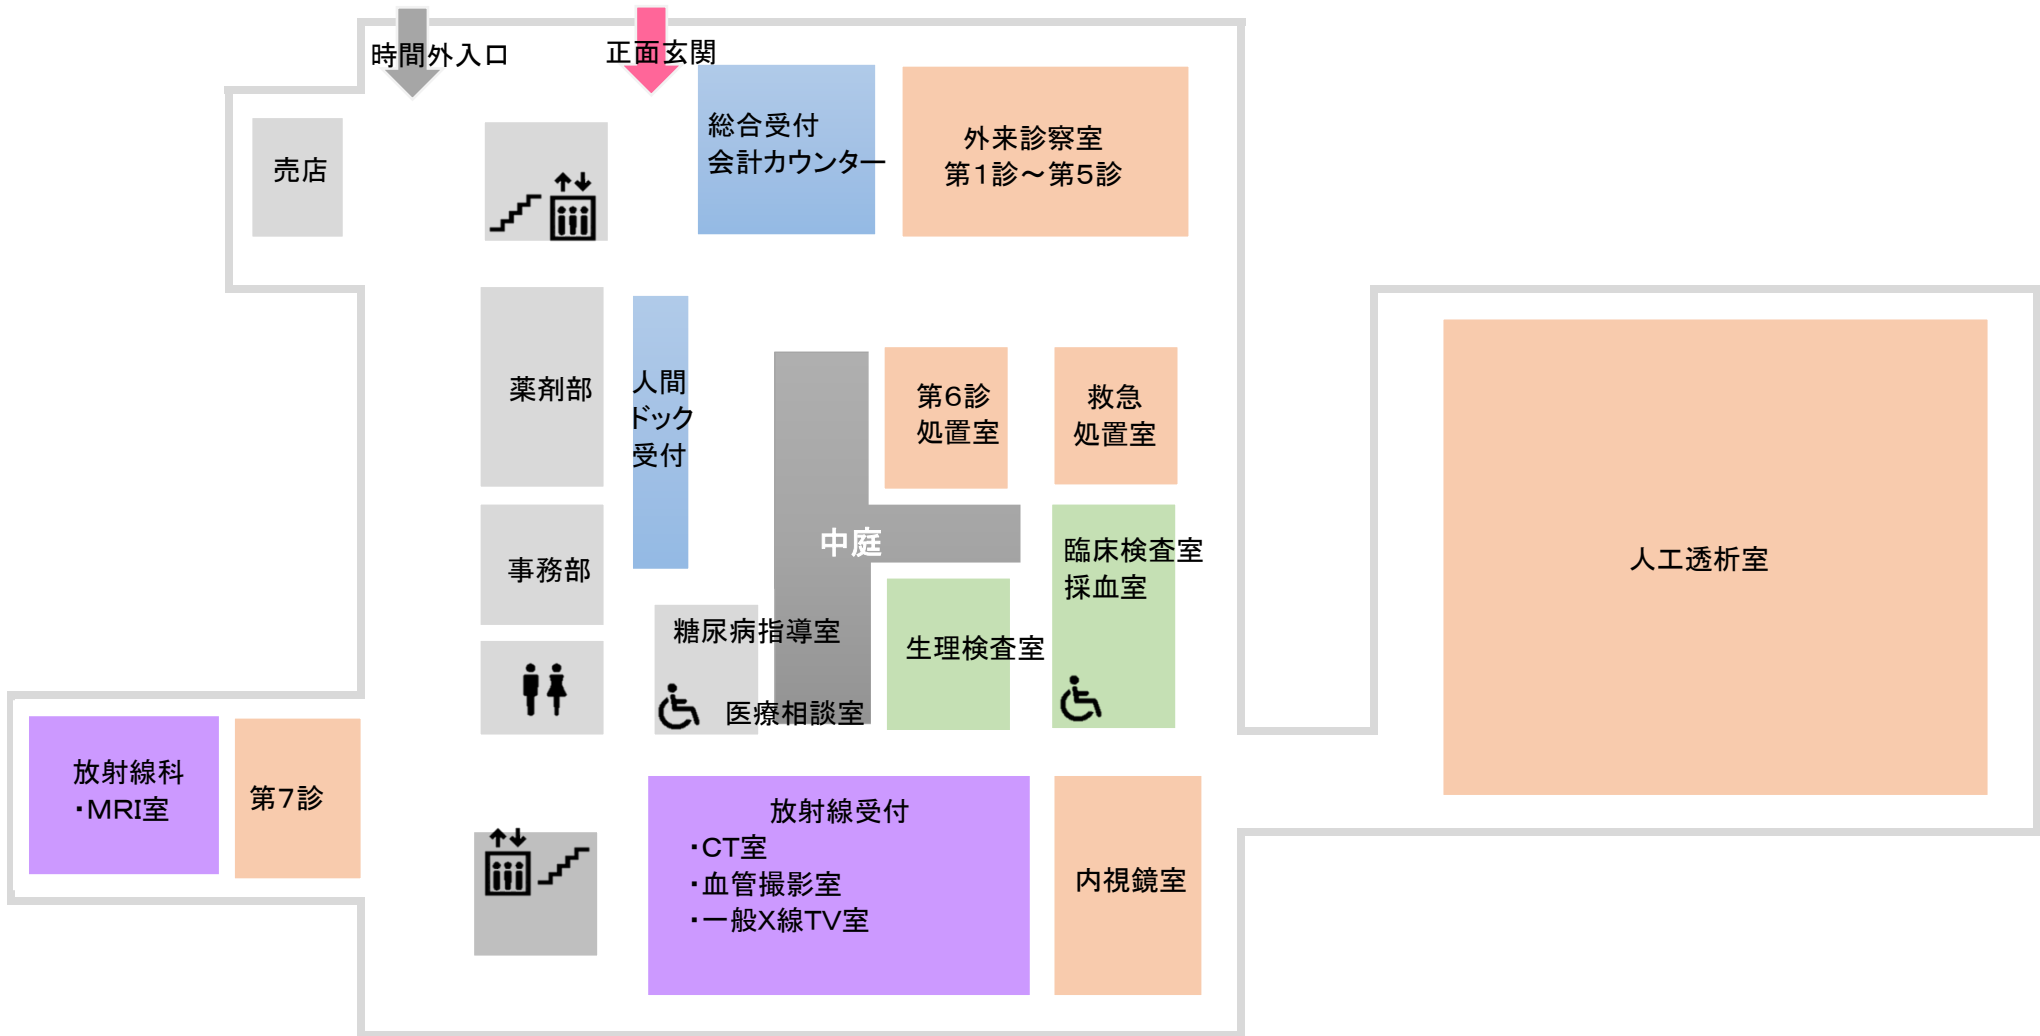 時間外入口
正面玄関
売店
総合受付
会計カウンター
外来診察室
第1診～第5診
薬剤部
人間
ドック
受付
第6診
処置室
救急
処置室
中庭
事務部
臨床検査室
採血室
人工透析室
糖尿病指導室
生理検査室
医療相談室
放射線科
・MRI室
第7診
放射線受付
・CT室
・血管撮影室
・一般X線TV室
内視鏡室